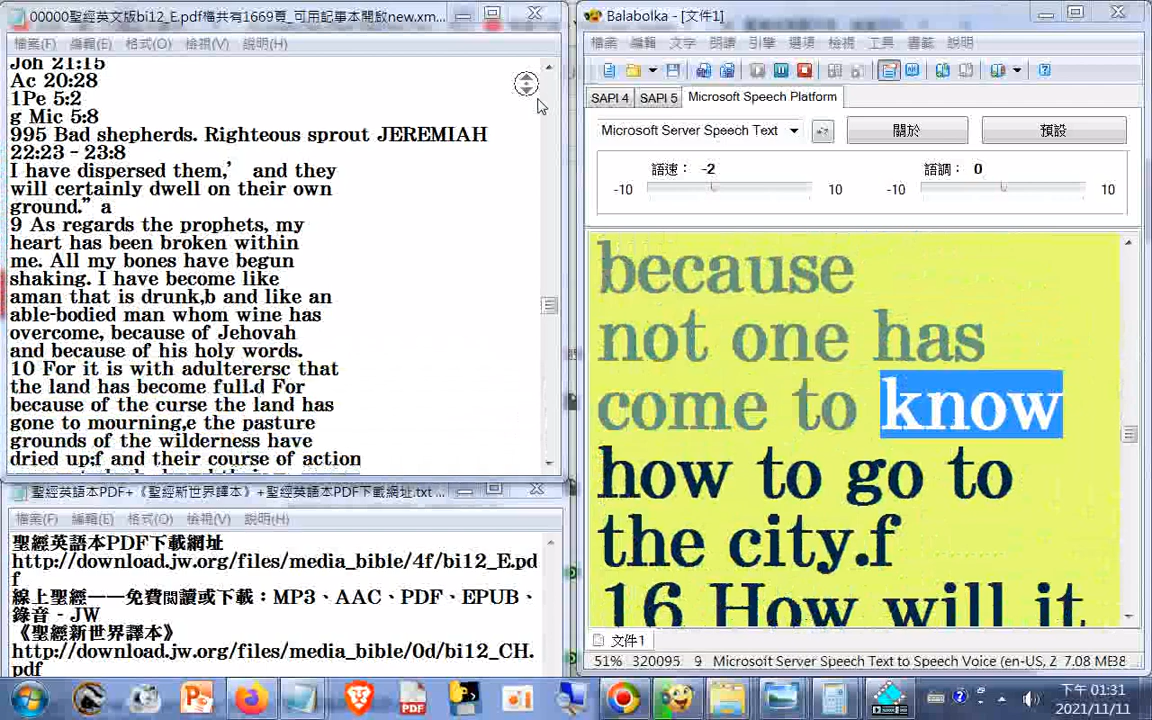 00000聖經英文版bi12_E.pdf檔共有1669頁_可用記事本開啟new.xm...
檔案(F) 編輯(E) 格式(O) 檢視(V) 說明(H)
Joh 21:15
Ac 20:28
1Pe 5:2
g Mic 5:8
995 Bad shepherds. Righteous sprout JEREMIAH
22:23 - 23:8
I have dispersed them,’ and they
will certainly dwell on their own
ground.” a
9 As regards the prophets, my
heart has been broken within
me. All my bones have begun
shaking. I have become like
aman that is drunk,b and like an
able-bodied man whom wine has
overcome, because of Jehovah
and because of his holy words.
10 For it is with adulterersc that
the land has become full.d For
because of the curse the land has
gone to mourning,e the pasture
grounds of the wilderness have
dried up;f and their course of action
聖經英語本PDF+《聖經新世界譯本》+聖經英語本PDF下載網址.txt ...
檔案(F) 編輯(E) 格式(O) 檢視(V) 說明(H)
聖經英語本PDF下載網址
http://download.jw.org/files/media_bible/4f/bi12_E.pd
f
線上聖經——免費閱讀或下載：MP3、AAC、PDF、EPUB、
錄音 - JW
《聖經新世界譯本》
http://download.jw.org/files/media_bible/0d/bi12_CH.
pdf
Balabolka - [文件1]
檔案 編輯 文字 朗讀 引擎 選項 檢視 工具 書籤 說明
SAPI 4 SAPI 5 Microsoft Speech Platform
Microsoft Server Speech Text 關於 預設
語速： -2 語調： 0
-10 10 -10 10
because
not one has
come to know
how to go to
the city.f
16 How will it
文件1
51% 320095 9 Microsoft Server Speech Text to Speech Voice (en-US, Z 7.08 MB
PDF
下午 01:31
2021/11/11